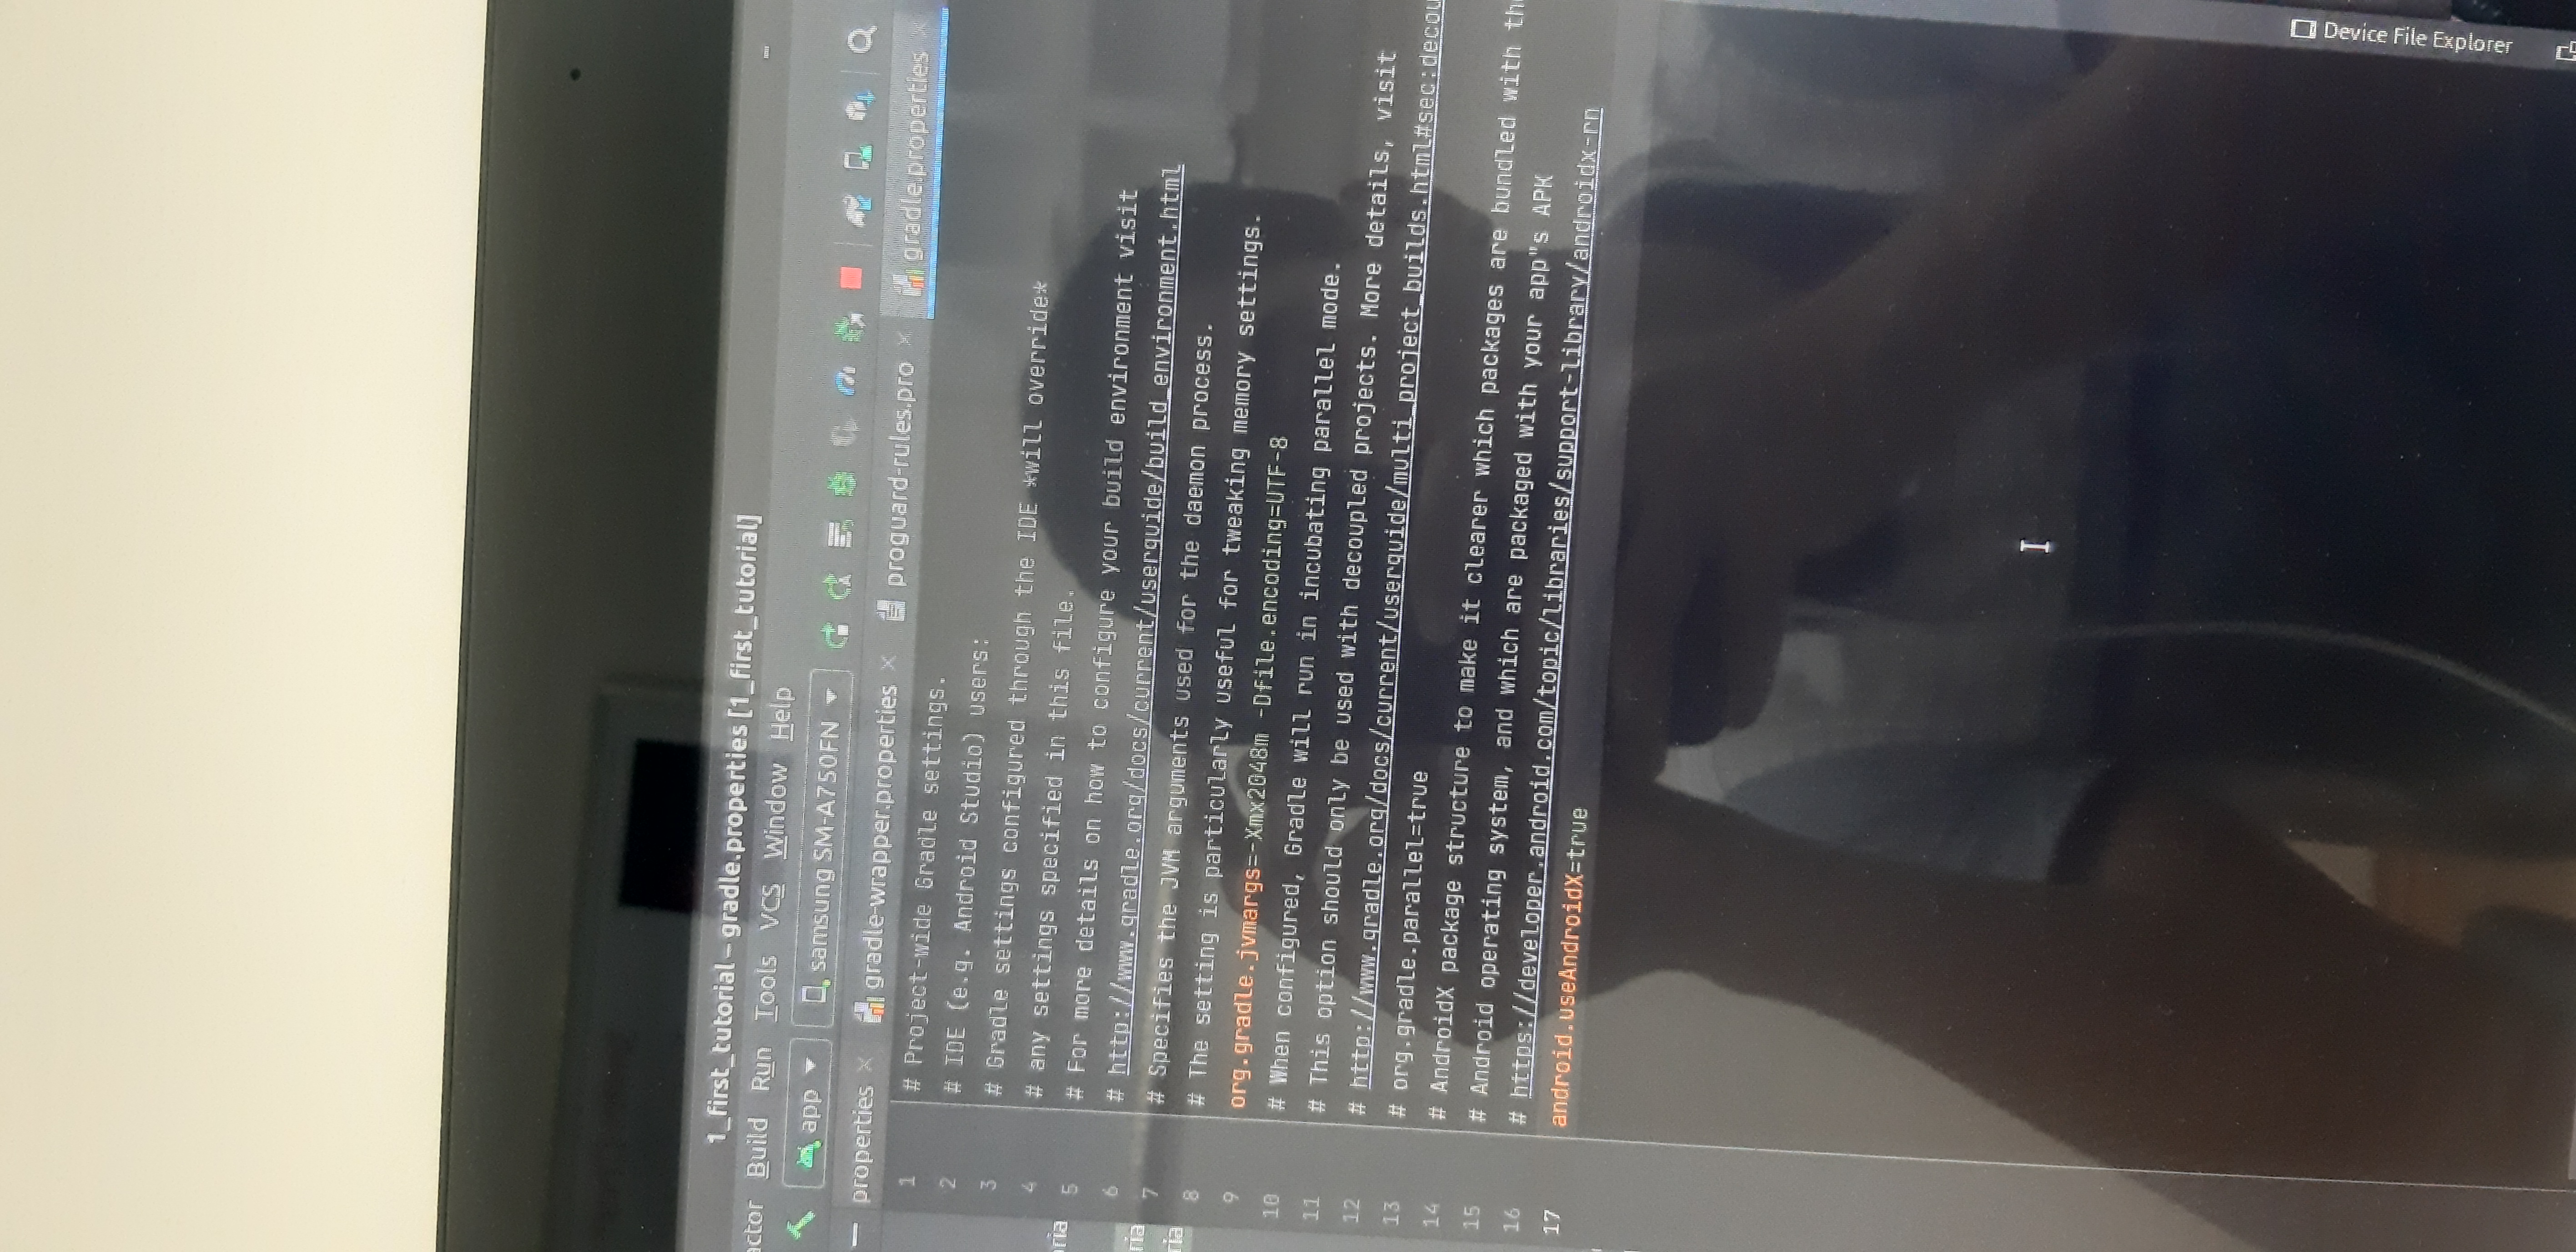 1_first_tutorial – gradle.properties [1_first_tutorial]
actor Build Run Tools VCS Window Help
app samsung SM-A750FN
properties gradle-wrapper.properties proguard-rules.pro gradle.properties
1 # Project-wide Gradle settings.
2 # IDE (e.g. Android Studio) users:
3 # Gradle settings configured through the IDE *will override*
4 # any settings specified in this file.
5 # For more details on how to configure your build environment visit
6 # http://www.gradle.org/docs/current/userguide/build_environment.html
7 # Specifies the JVM arguments used for the daemon process.
8 # The setting is particularly useful for tweaking memory settings.
9 org.gradle.jvmargs=-Xmx2048m -Dfile.encoding=UTF-8
10 # When configured, Gradle will run in incubating parallel mode.
11 # This option should only be used with decoupled projects. More details, visit
12 # http://www.gradle.org/docs/current/userguide/multi_project_builds.html#sec:decou
13 # org.gradle.parallel=true
14 # AndroidX package structure to make it clearer which packages are bundled with th
15 # Android operating system, and which are packaged with your app"s APK
16 # https://developer.android.com/topic/libraries/support-library/androidx-rn
17 android.useAndroidX=true
oria
ria
ria
Device File Explorer